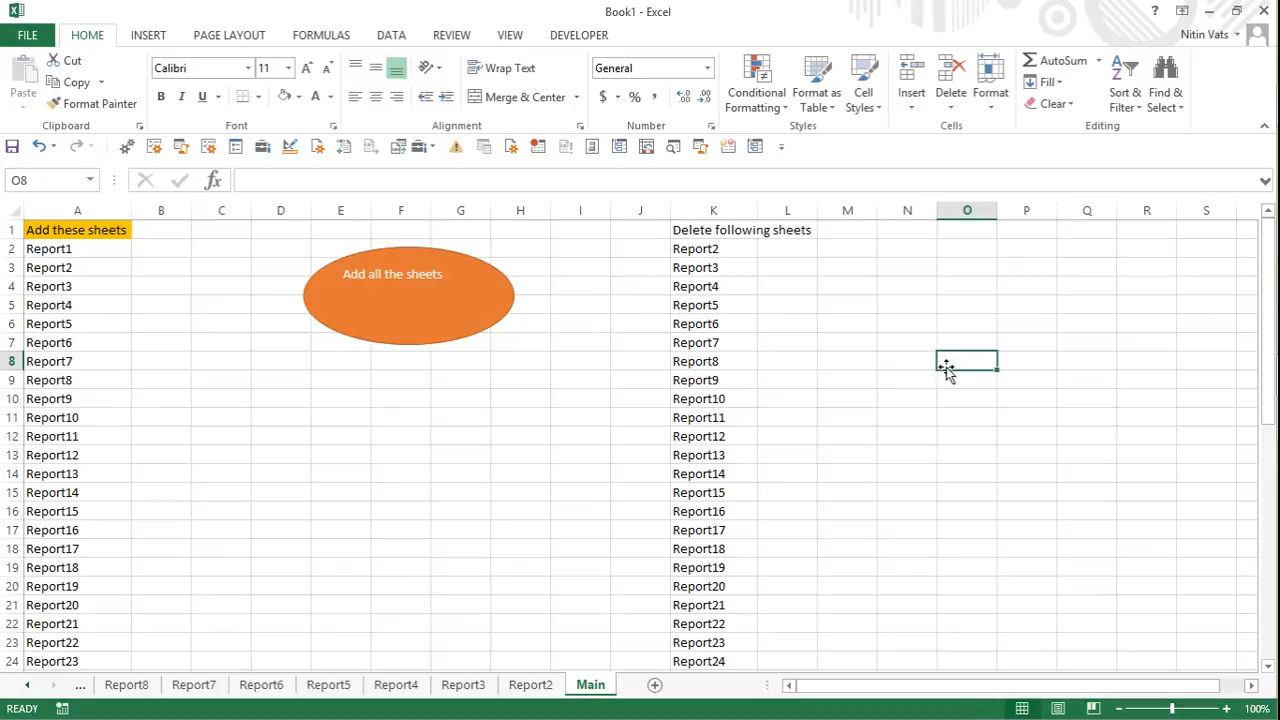 Book1 - Excel
?
FILE HOME INSERT PAGE LAYOUT FORMULAS DATA REVIEW VIEW DEVELOPER Nitin Vats
Paste Cut Copy Format Painter
Calibri 11 B I U A
Wrap Text Merge & Center
General $ % ,
Conditional Formatting Format as Table Cell Styles
Insert Delete Format
AutoSum Fill Clear Sort & Filter Find & Select
Clipboard Font Alignment Number Styles Cells Editing
O8 fx
A B C D E F G H I J K L M N O P Q R S
1 Add these sheets Delete following sheets
2 Report1 Report2
3 Report2 Add all the sheets Report3
4 Report3 Report4
5 Report4 Report5
6 Report5 Report6
7 Report6 Report7
8 Report7 Report8
9 Report8 Report9
10 Report9 Report10
11 Report10 Report11
12 Report11 Report12
13 Report12 Report13
14 Report13 Report14
15 Report14 Report15
16 Report15 Report16
17 Report16 Report17
18 Report17 Report18
19 Report18 Report19
20 Report19 Report20
21 Report20 Report21
22 Report21 Report22
23 Report22 Report23
24 Report23 Report24
... Report8 Report7 Report6 Report5 Report4 Report3 Report2 Main
READY 100%